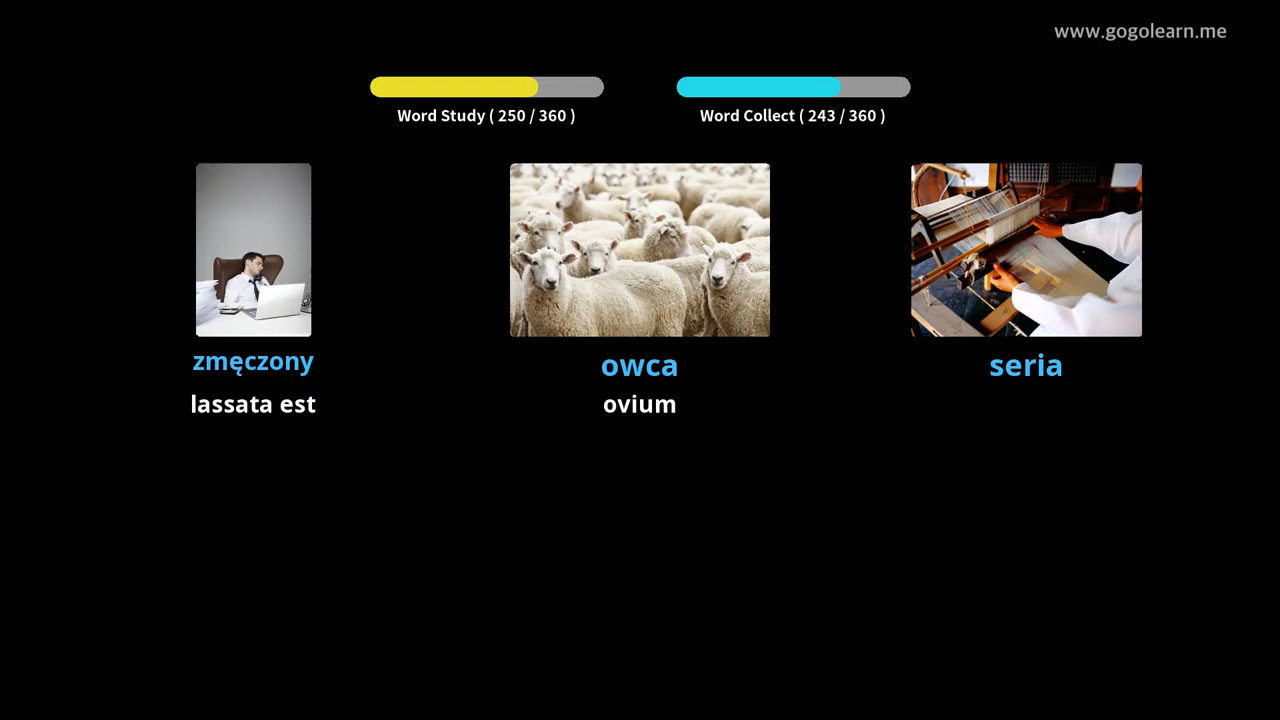 www.gogolearn.me
Word Study ( 250 / 360 )
Word Collect ( 243 / 360 )
zmęczony
owca
seria
lassata est
ovium